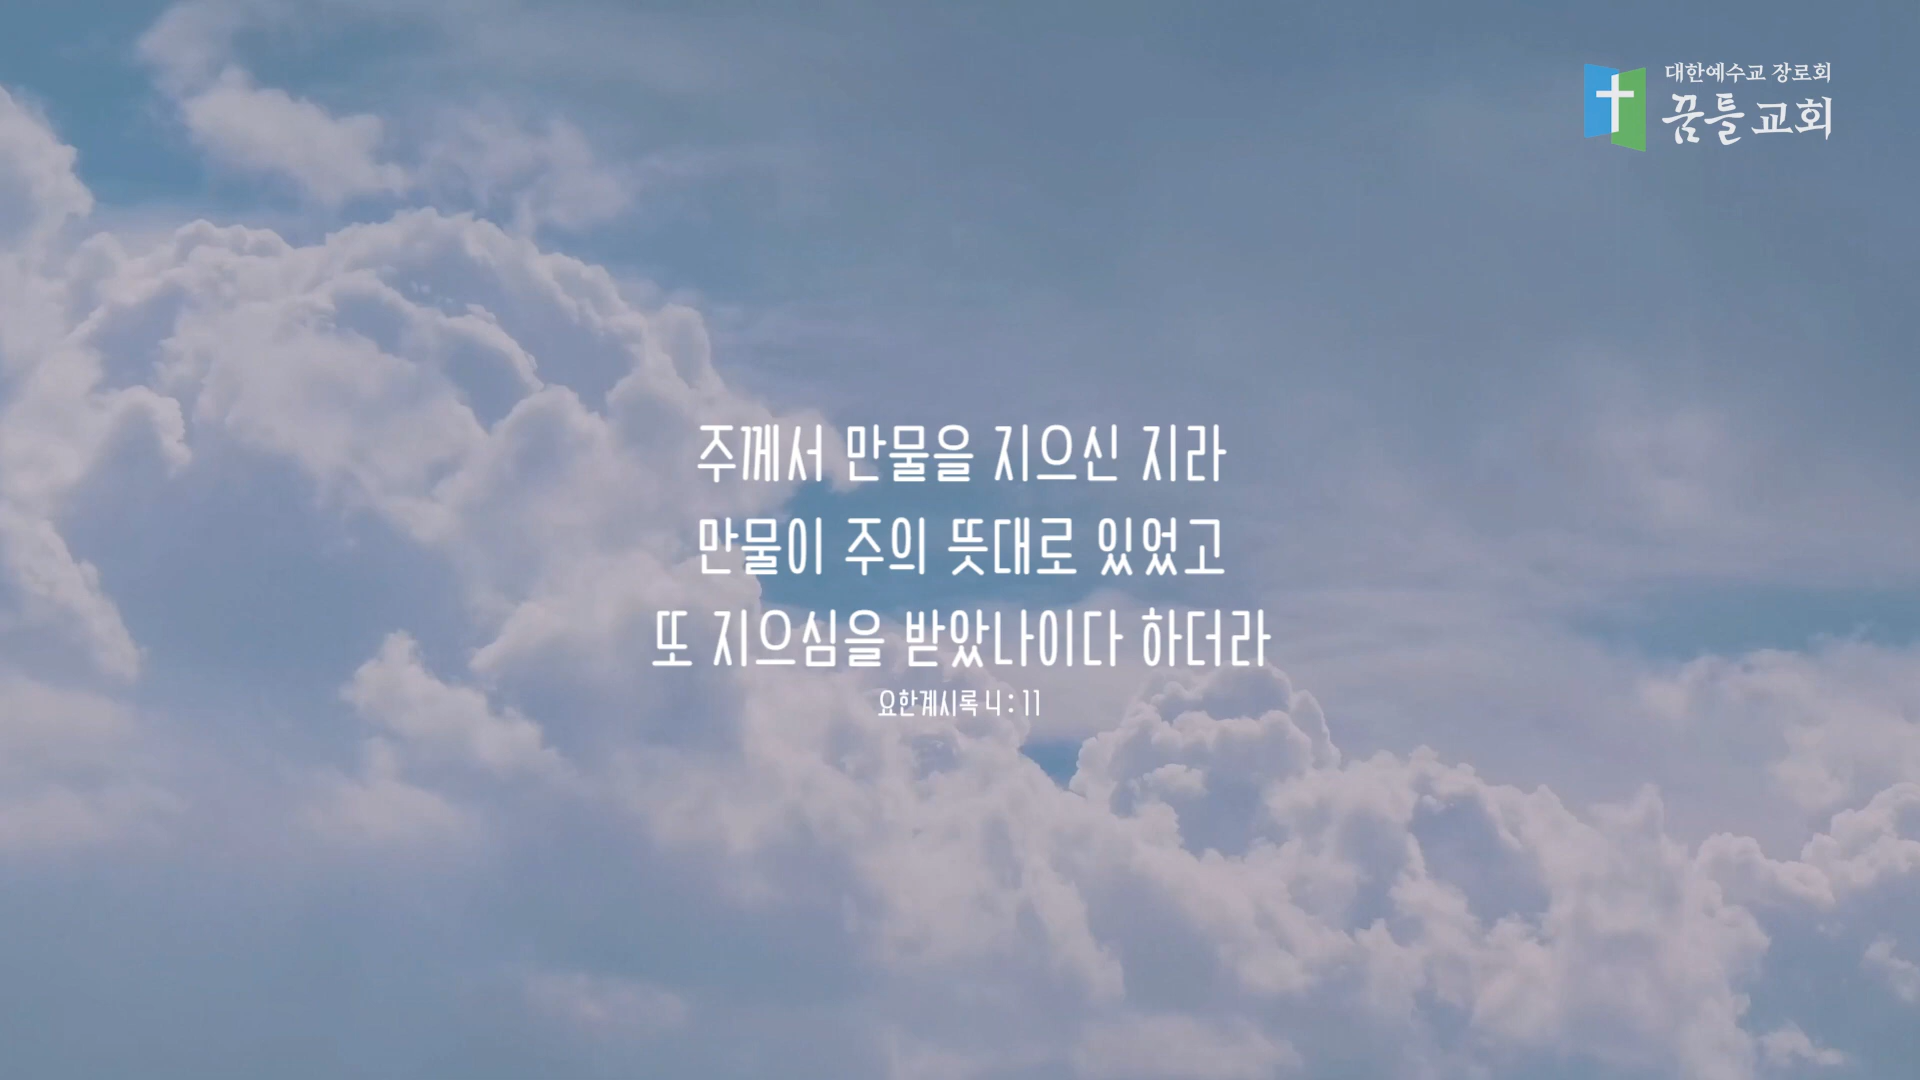 대한예수교 장로회
꿈틀교회
주께서 만물을 지으신 지라
만물이 주의 뜻대로 있었고
또 지으심을 받았나이다 하더라
요한계시록 4 : 11